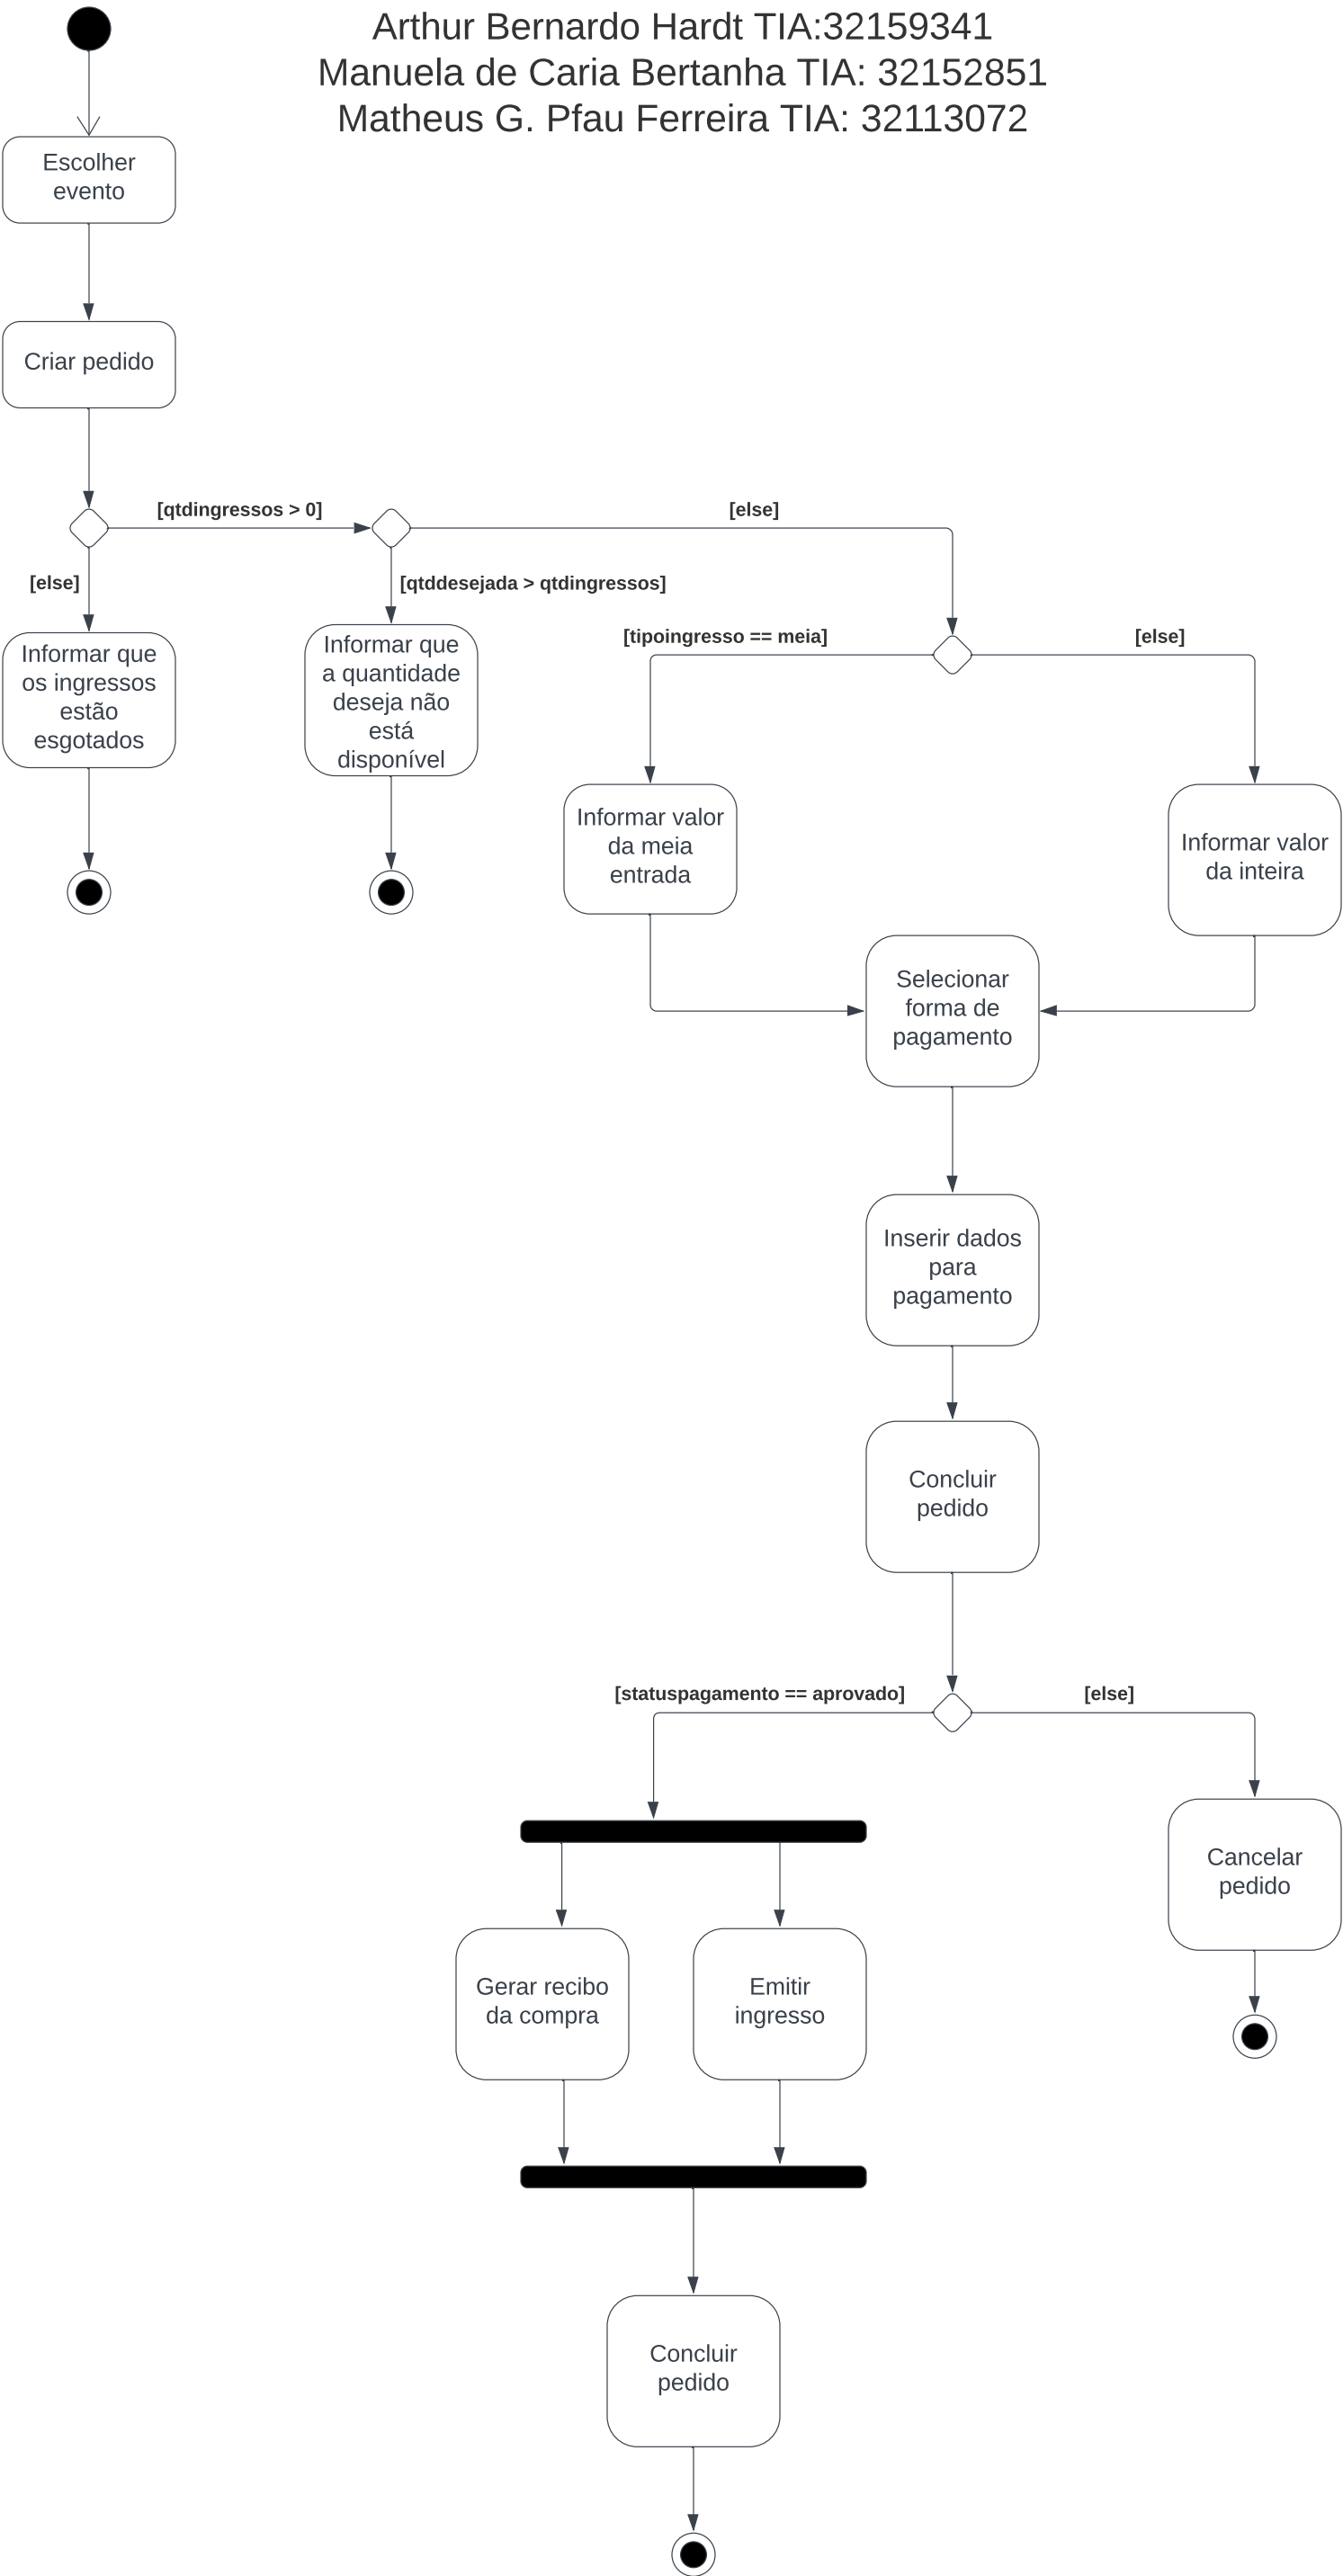 Arthur Bernardo Hardt TIA:32159341
Manuela de Caria Bertanha TIA: 32152851
Matheus G. Pfau Ferreira TIA: 32113072
Escolher
evento
Criar pedido
[qtdingressos > 0]
[else]
[else]
[qtddesejada > qtdingressos]
Informar que
os ingressos
estão
esgotados
Informar que
a quantidade
deseja não
está
disponível
[tipoingresso == meia]
[else]
Informar valor
da meia
entrada
Informar valor
da inteira
Selecionar
forma de
pagamento
Inserir dados
para
pagamento
Concluir
pedido
[statuspagamento == aprovado]
[else]
Cancelar
pedido
Gerar recibo
da compra
Emitir
ingresso
Concluir
pedido